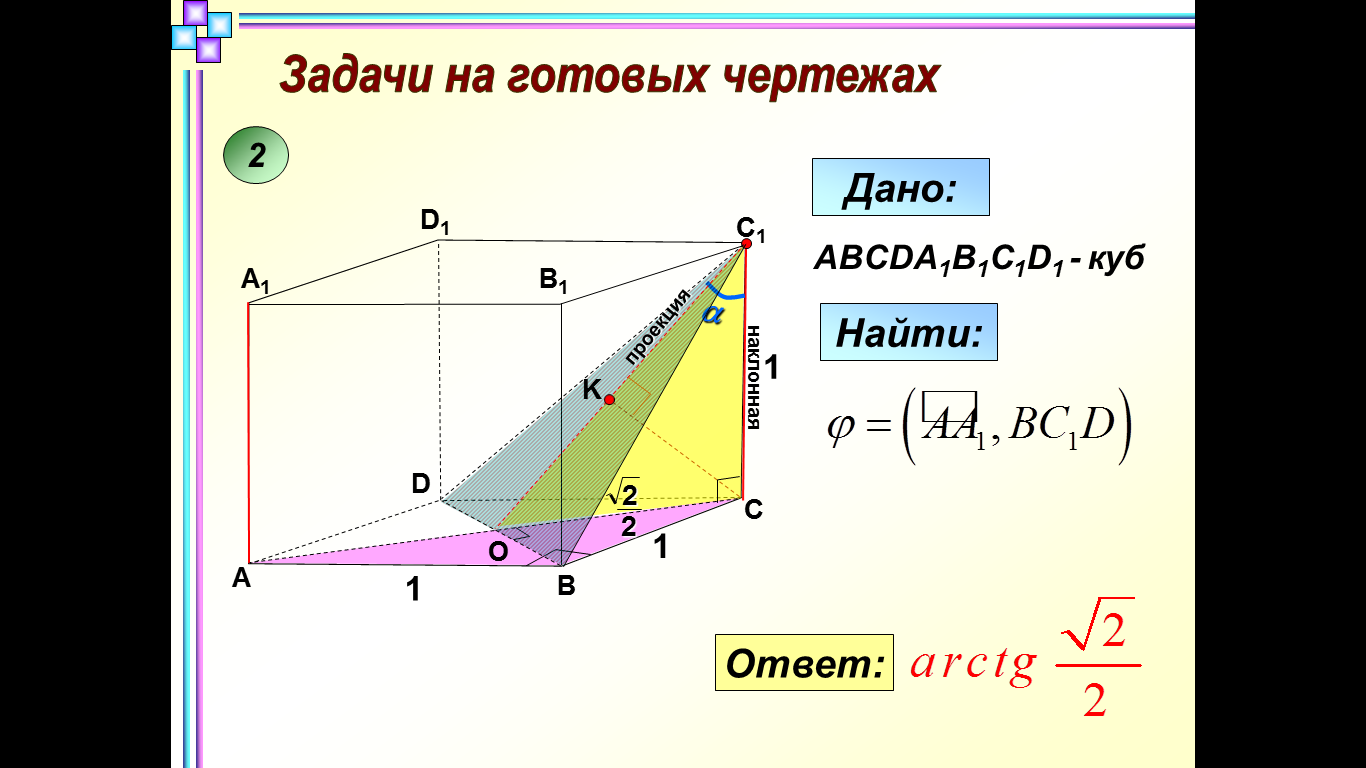 Задачи на готовых чертежах
2
Дано:
ABCDA₁B₁C₁D₁ - куб
Найти:
φ = (AA₁, BC₁D)
D₁
C₁
A₁
B₁
проекция
α
наклонная
1
K
D
√2/2
C
O
1
A
1
B
Ответ: arctg √2/2